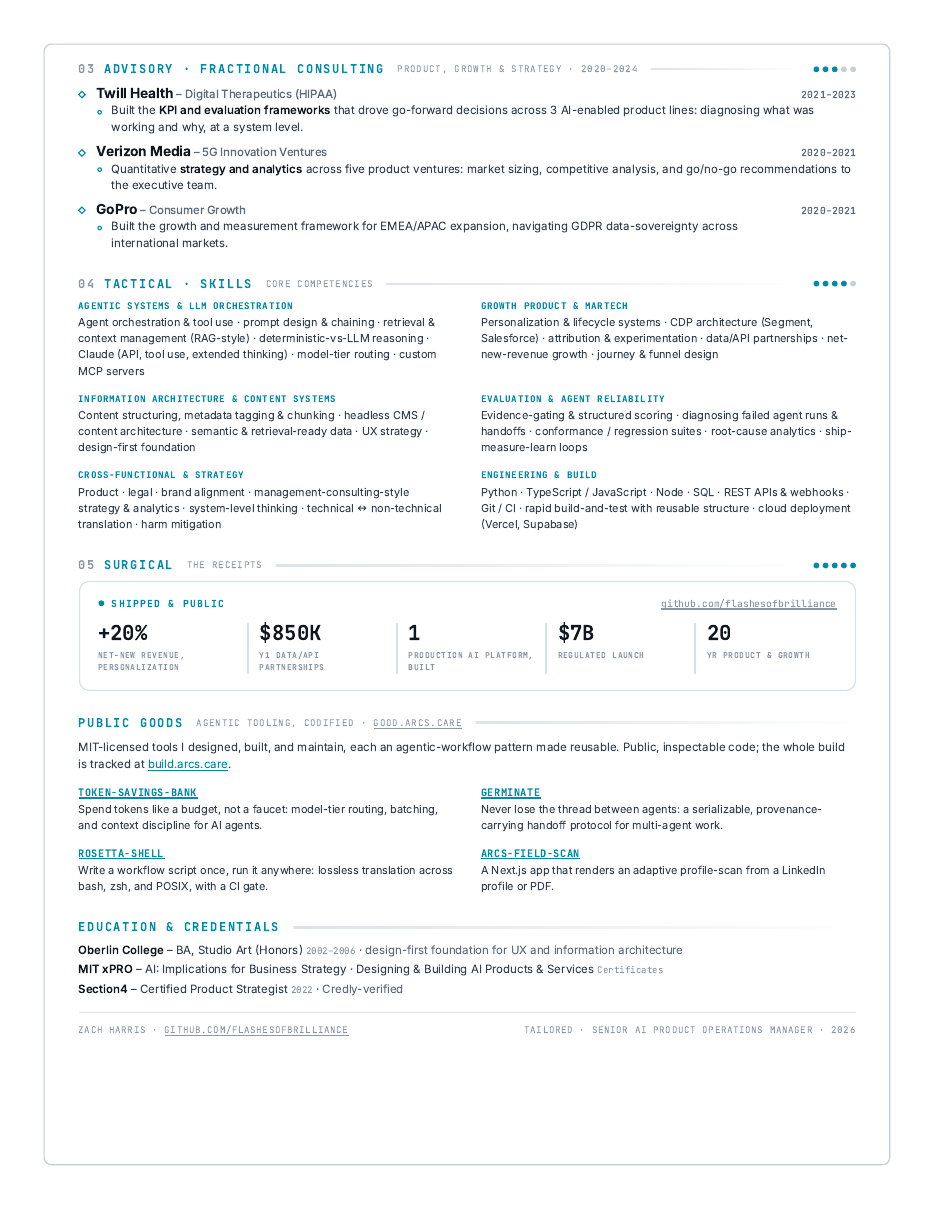 03 ADVISORY · FRACTIONAL CONSULTING PRODUCT, GROWTH & STRATEGY · 2020–2024
Twill Health – Digital Therapeutics (HIPAA) 2021–2023
Built the KPI and evaluation frameworks that drove go-forward decisions across 3 AI-enabled product lines: diagnosing what was
working and why, at a system level.
Verizon Media – 5G Innovation Ventures 2020–2021
Quantitative strategy and analytics across five product ventures: market sizing, competitive analysis, and go/no-go recommendations to
the executive team.
GoPro – Consumer Growth 2020–2021
Built the growth and measurement framework for EMEA/APAC expansion, navigating GDPR data-sovereignty across
international markets.
04 TACTICAL · SKILLS CORE COMPETENCIES
AGENTIC SYSTEMS & LLM ORCHESTRATION
Agent orchestration & tool use · prompt design & chaining · retrieval &
context management (RAG-style) · deterministic-vs-LLM reasoning ·
Claude (API, tool use, extended thinking) · model-tier routing · custom
MCP servers
GROWTH PRODUCT & MARTECH
Personalization & lifecycle systems · CDP architecture (Segment,
Salesforce) · attribution & experimentation · data/API partnerships · net-
new-revenue growth · journey & funnel design
INFORMATION ARCHITECTURE & CONTENT SYSTEMS
Content structuring, metadata tagging & chunking · headless CMS /
content architecture · semantic & retrieval-ready data · UX strategy ·
design-first foundation
EVALUATION & AGENT RELIABILITY
Evidence-gating & structured scoring · diagnosing failed agent runs &
handoffs · conformance / regression suites · root-cause analytics · ship-
measure-learn loops
CROSS-FUNCTIONAL & STRATEGY
Product · legal · brand alignment · management-consulting-style
strategy & analytics · system-level thinking · technical ↔ non-technical
translation · harm mitigation
ENGINEERING & BUILD
Python · TypeScript / JavaScript · Node · SQL · REST APIs & webhooks ·
Git / CI · rapid build-and-test with reusable structure · cloud deployment
(Vercel, Supabase)
05 SURGICAL THE RECEIPTS
SHIPPED & PUBLIC github.com/flashesofbrilliance
+20%
NET-NEW REVENUE,
PERSONALIZATION
$850K
Y1 DATA/API
PARTNERSHIPS
1
PRODUCTION AI PLATFORM,
BUILT
$7B
REGULATED LAUNCH
20
YR PRODUCT & GROWTH
PUBLIC GOODS AGENTIC TOOLING, CODIFIED · GOOD.ARCS.CARE
MIT-licensed tools I designed, built, and maintain, each an agentic-workflow pattern made reusable. Public, inspectable code; the whole build
is tracked at build.arcs.care.
TOKEN-SAVINGS-BANK
Spend tokens like a budget, not a faucet: model-tier routing, batching,
and context discipline for AI agents.
GERMINATE
Never lose the thread between agents: a serializable, provenance-
carrying handoff protocol for multi-agent work.
ROSETTA-SHELL
Write a workflow script once, run it anywhere: lossless translation across
bash, zsh, and POSIX, with a CI gate.
ARCS-FIELD-SCAN
A Next.js app that renders an adaptive profile-scan from a LinkedIn
profile or PDF.
EDUCATION & CREDENTIALS
Oberlin College – BA, Studio Art (Honors) 2002–2006 · design-first foundation for UX and information architecture
MIT xPRO – AI: Implications for Business Strategy · Designing & Building AI Products & Services Certificates
Section4 – Certified Product Strategist 2022 · Credly-verified
ZACH HARRIS · GITHUB.COM/FLASHESOFBRILLIANCE TAILORED · SENIOR AI PRODUCT OPERATIONS MANAGER · 2026